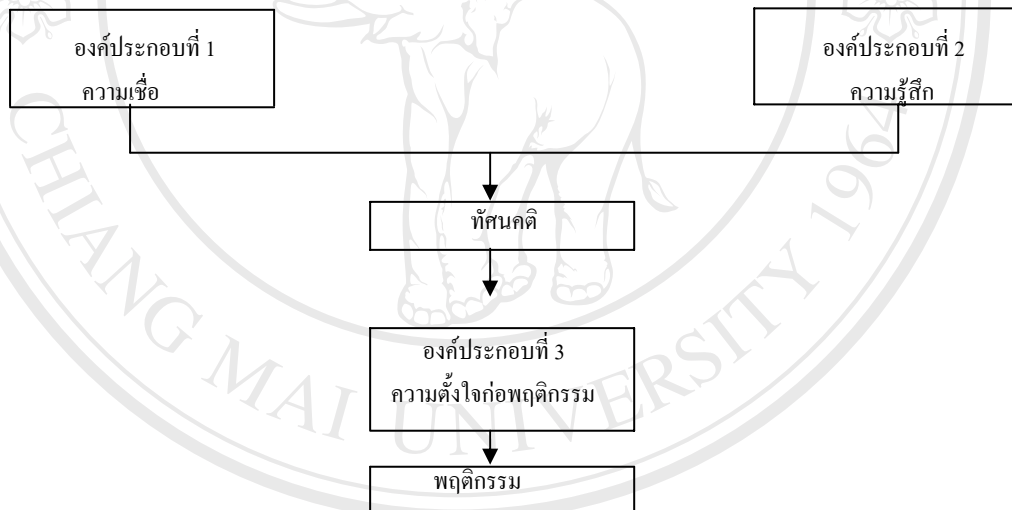 องค์ประกอบที่ 1
ความเชื่อ
องค์ประกอบที่ 2
ความรู้สึก
ทัศนคติ
องค์ประกอบที่ 3
ความตั้งใจก่อพฤติกรรม
พฤติกรรม
CHIANG MAI UNIVERSITY 1964